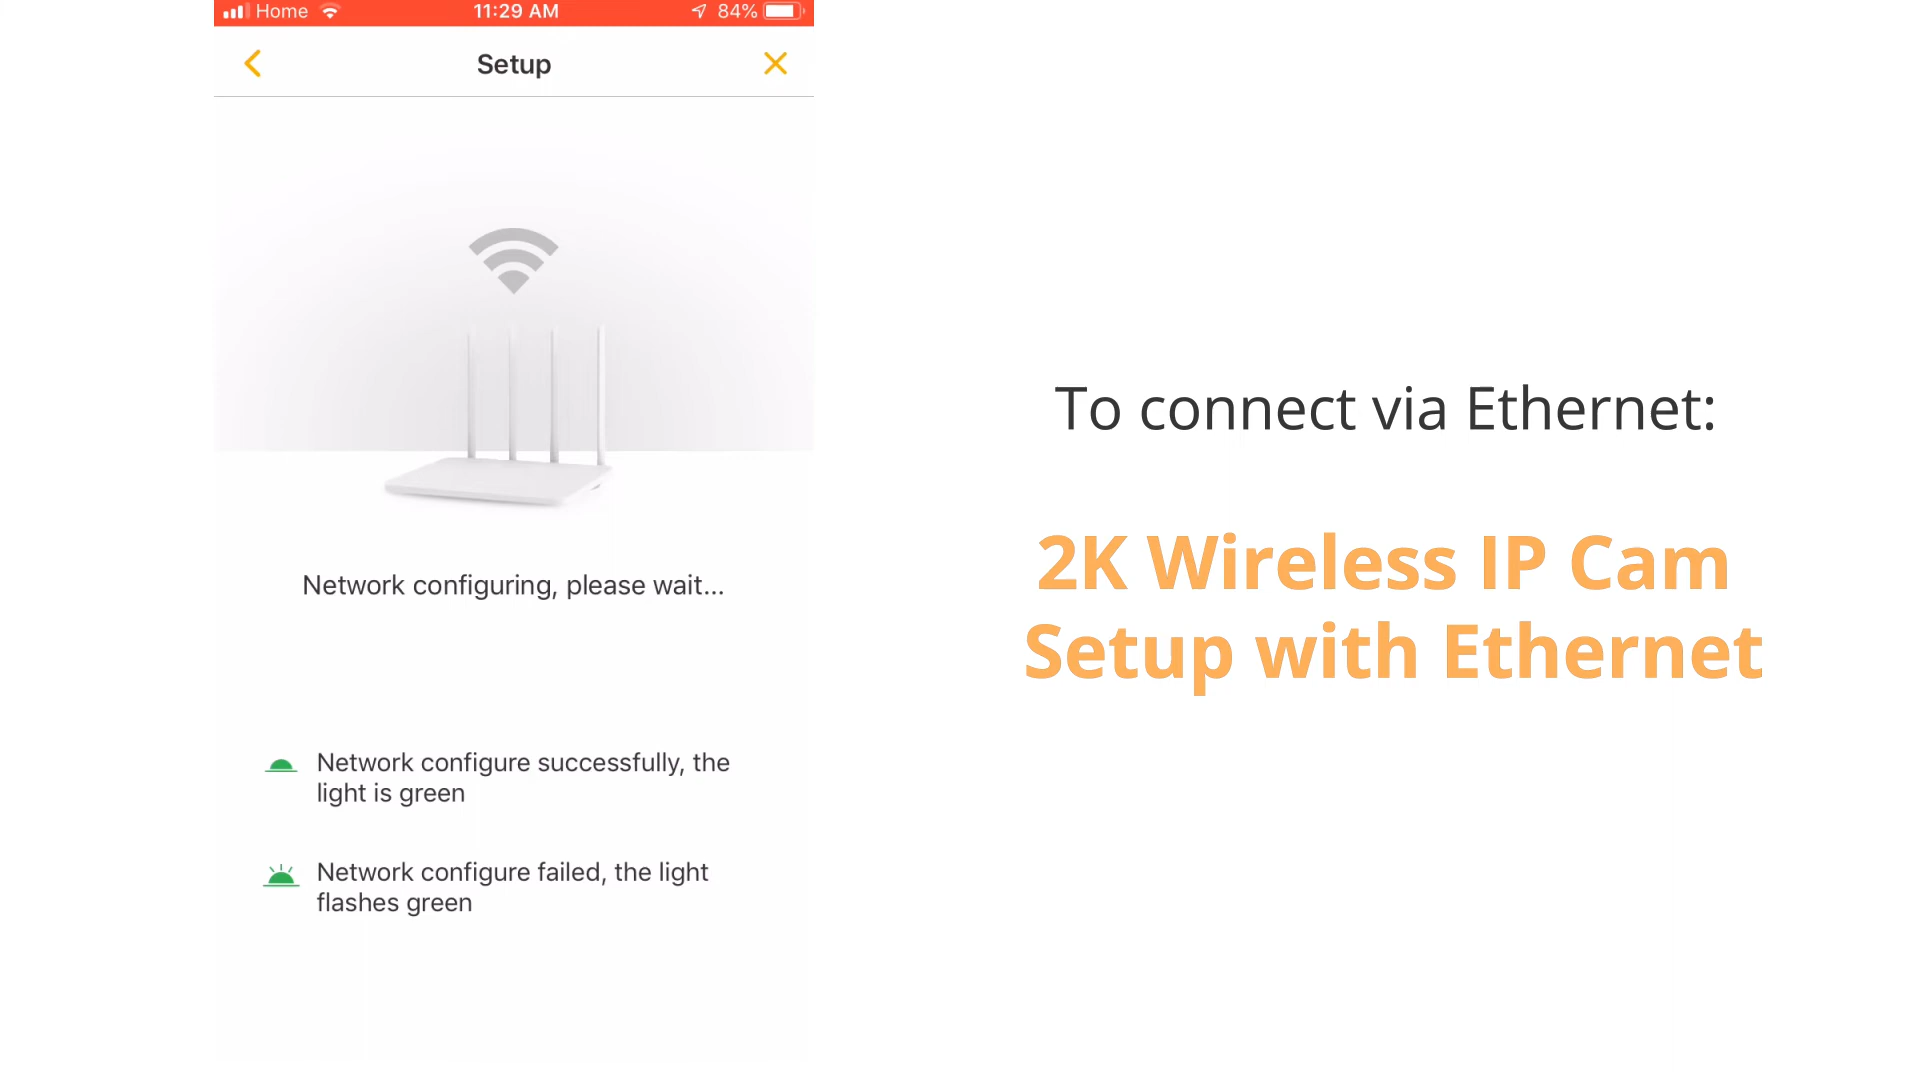 Home
11:29 AM
84%
Setup
Network configuring, please wait...
Network configure successfully, the
light is green
Network configure failed, the light
flashes green
To connect via Ethernet:
2K Wireless IP Cam
Setup with Ethernet